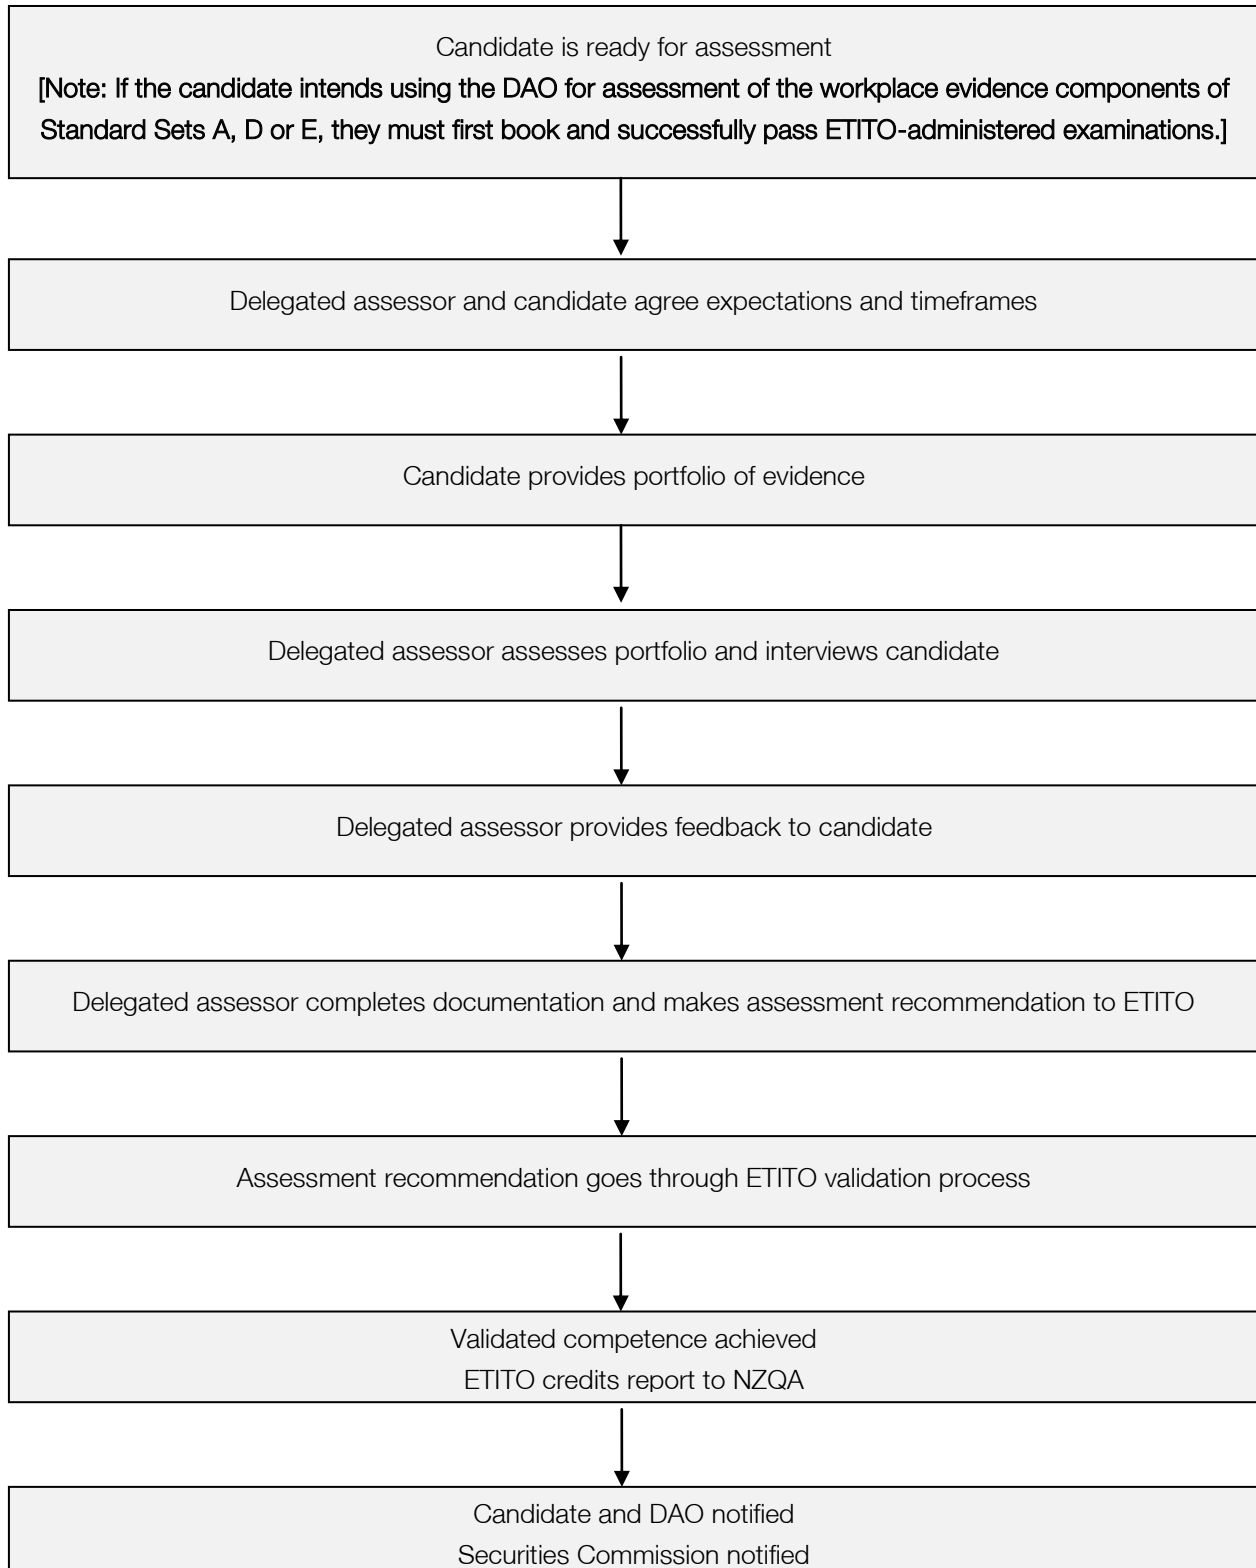 Candidate is ready for assessment
[Note: If the candidate intends using the DAO for assessment of the workplace evidence components of
Standard Sets A, D or E, they must first book and successfully pass ETITO-administered examinations.]
Delegated assessor and candidate agree expectations and timeframes
Candidate provides portfolio of evidence
Delegated assessor assesses portfolio and interviews candidate
Delegated assessor provides feedback to candidate
Delegated assessor completes documentation and makes assessment recommendation to ETITO
Assessment recommendation goes through ETITO validation process
Validated competence achieved
ETITO credits report to NZQA
Candidate and DAO notified
Securities Commission notified